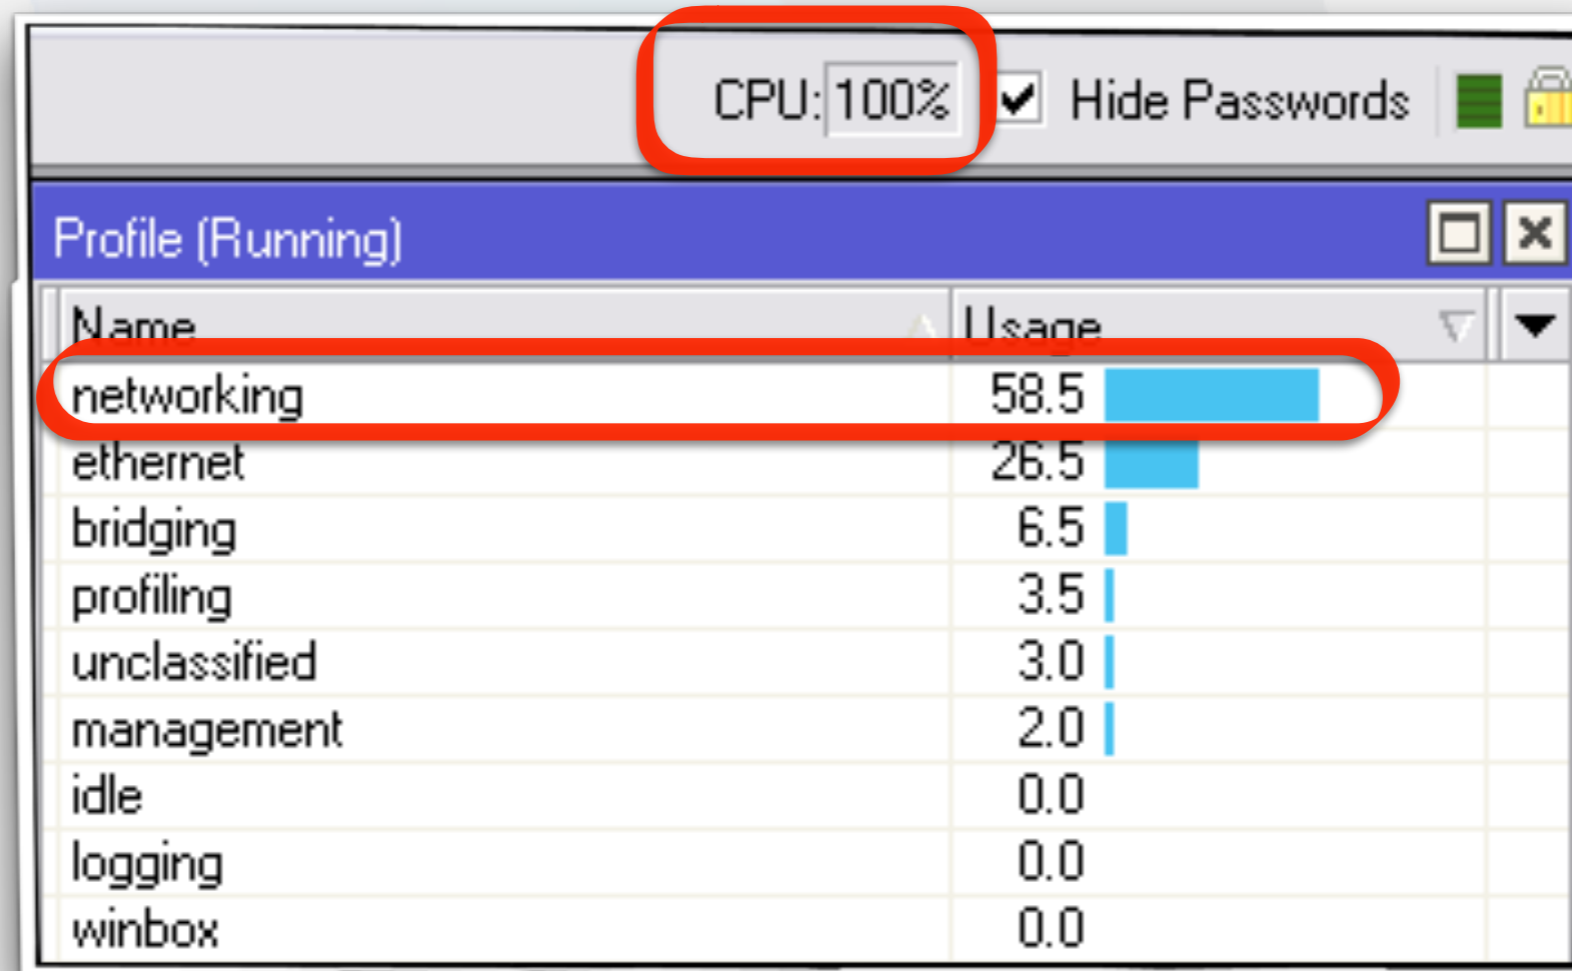 CPU: 100% Hide Passwords
Profile (Running)
Name Usage
networking 58.5
ethernet 26.5
bridging 6.5
profiling 3.5
unclassified 3.0
management 2.0
idle 0.0
logging 0.0
winbox 0.0